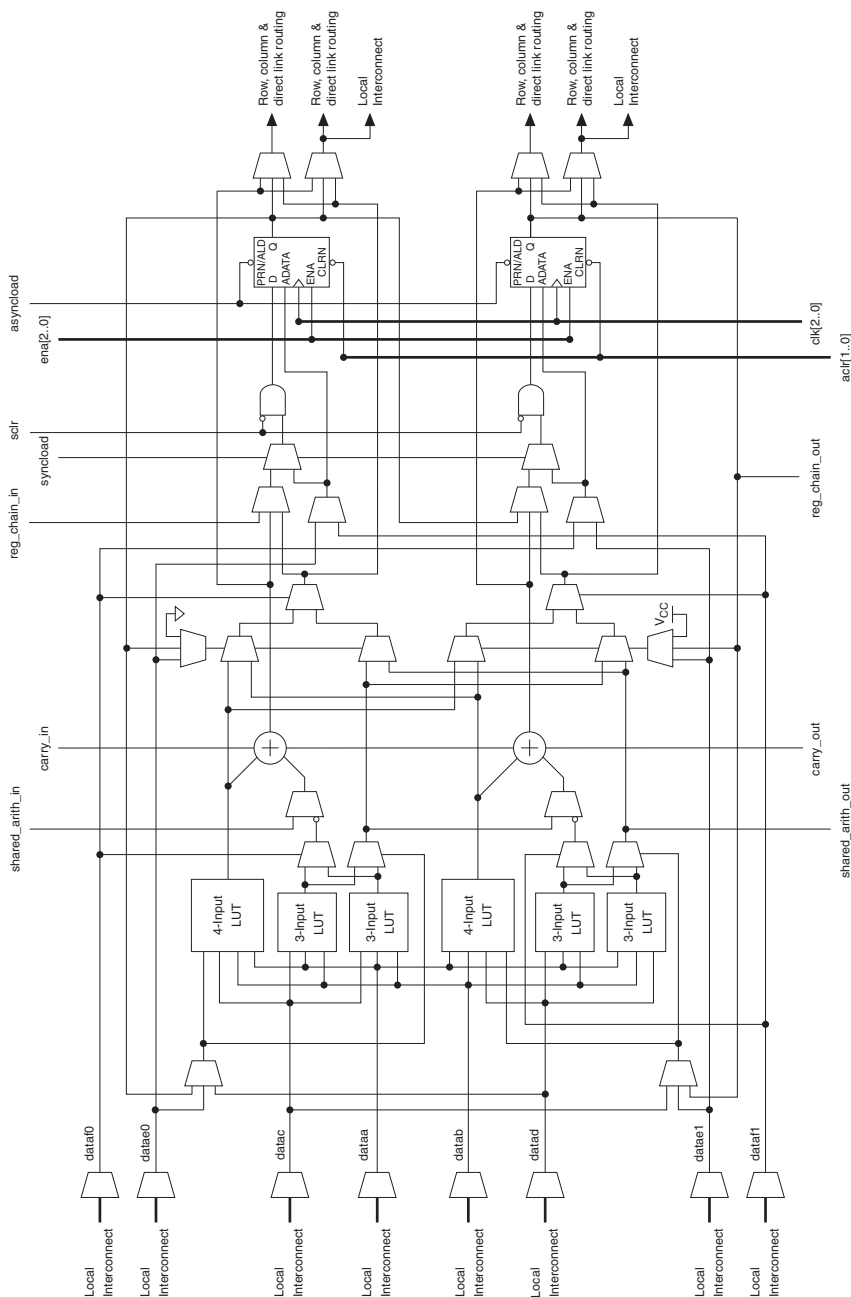 shared_arith_in
carry_in
reg_chain_in
syncload
sclr
ena[2..0]
asyncload
Local
Interconnect
dataf0
Local
Interconnect
datae0
4-Input
LUT
PRN/ALD
D
Q
ADATA
ENA
CLRN
Row, column &
direct link routing
Row, column &
direct link routing
Local
Interconnect
3-Input
LUT
Local
Interconnect
datac
3-Input
LUT
Local
Interconnect
dataa
4-Input
LUT
Local
Interconnect
datab
PRN/ALD
D
Q
ADATA
ENA
CLRN
Row, column &
direct link routing
Row, column &
direct link routing
Local
Interconnect
3-Input
LUT
Local
Interconnect
datad
3-Input
LUT
VCC
Local
Interconnect
datae1
Local
Interconnect
dataf1
shared_arith_out
carry_out
reg_chain_out
aclr[1..0]
clk[2..0]